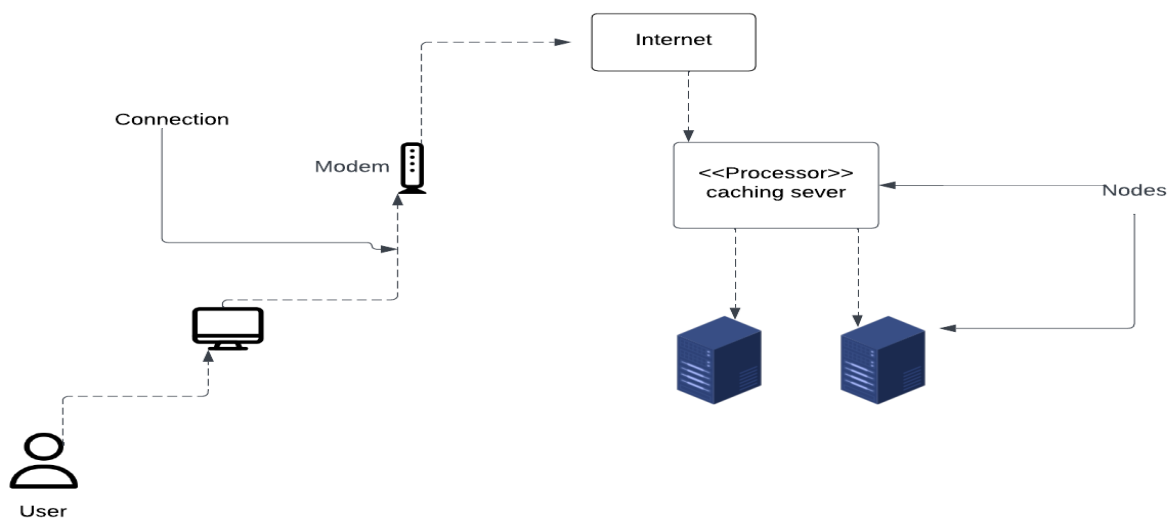 Internet
Connection
Modem
<<Processor>>
caching sever
Nodes
User